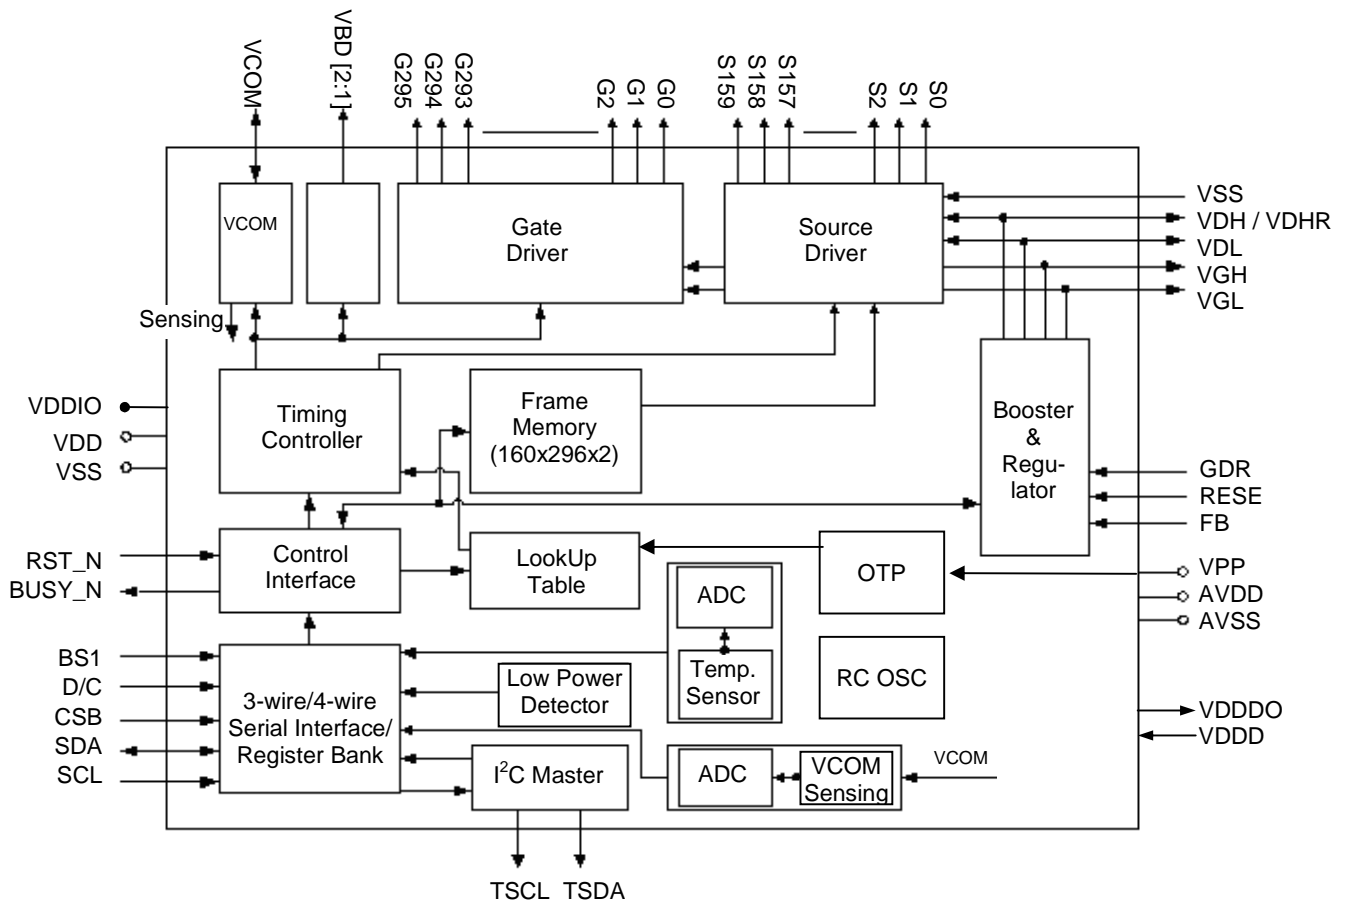 VCOM
VBD [2:1]
G295
G294
G293
G2
G1
G0
S159
S158
S157
S2
S1
S0
VCOM
Gate
Driver
Source
Driver
VSS
VDH / VDHR
VDL
VGH
VGL
Sensing
VDDIO
VDD
VSS
Timing
Controller
Frame
Memory
(160x296x2)
Booster
&
Regu-
lator
GDR
RESE
FB
RST_N
BUSY_N
Control
Interface
LookUp
Table
OTP
VPP
AVDD
AVSS
ADC
Temp.
Sensor
RC OSC
BS1
D/C
CSB
SDA
SCL
3-wire/4-wire
Serial Interface/
Register Bank
Low Power
Detector
I²C Master
ADC
VCOM
Sensing
VCOM
VDDDO
VDDD
TSCL
TSDA